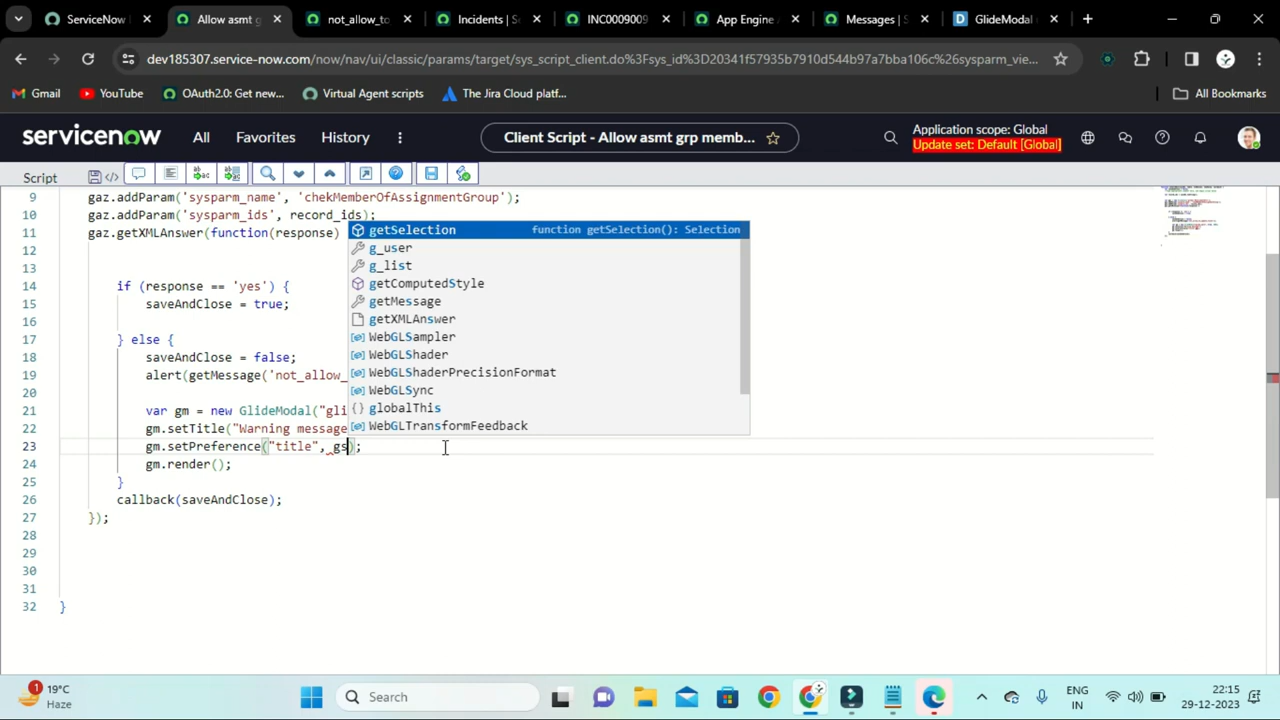 ServiceNow
Allow asmt g
not_allow_to
Incidents | S
INC0009009
App Engine
Messages | S
GlideModal
dev185307.service-now.com/now/nav/ui/classic/params/target/sys_script_client.do%3Fsys_id%3D20341f57935b7910d544b97a7bba106c%26sysparm_vie...
Gmail
YouTube
OAuth2.0: Get new...
Virtual Agent scripts
The Jira Cloud platf...
All Bookmarks
servicenow
All
Favorites
History
Client Script - Allow asmt grp memb...
Application scope: Global
Update set: Default [Global]
Script
9 gaz.addParam('sysparm_name', 'chekMemberOfAssignmentGroup');
10 gaz.addParam('sysparm_ids', record_ids);
11 gaz.getXMLAnswer(function(response)
12
13
14 if (response == 'yes') {
15 saveAndClose = true;
16
17 } else {
18 saveAndClose = false;
19 alert(getMessage('not_allow_
20
21 var gm = new GlideModal("gli
22 gm.setTitle("Warning message
23 gm.setPreference("title", gs);
24 gm.render();
25 }
26 callback(saveAndClose);
27 });
28
29
30
31
32 }
getSelection function getSelection(): Selection
g_user
g_list
getComputedStyle
getMessage
getXMLAnswer
WebGLSampler
WebGLShader
WebGLShaderPrecisionFormat
WebGLSync
globalThis
WebGLTransformFeedback
1
19°C
Haze
Search
ENG
IN
22:15
29-12-2023